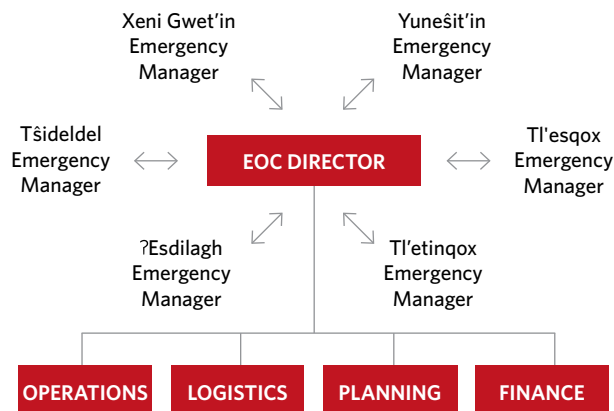 Xeni Gwet’in
Emergency
Manager
Yuneŝit’in
Emergency
Manager
Tŝideldel
Emergency
Manager
EOC DIRECTOR
Tl'esqox
Emergency
Manager
ʔEsdilagh
Emergency
Manager
Tl’etinqox
Emergency
Manager
OPERATIONS
LOGISTICS
PLANNING
FINANCE